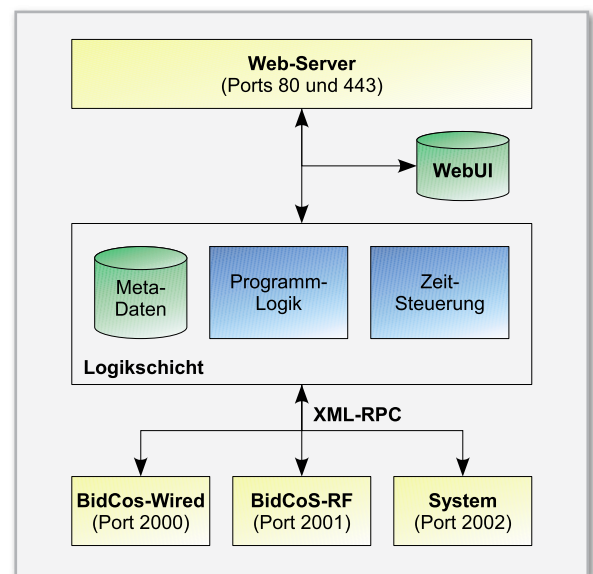 Web-Server
(Ports 80 und 443)
WebUI
Meta-
Daten
Programm-
Logik
Zeit-
Steuerung
Logikschicht
XML-RPC
BidCos-Wired
(Port 2000)
BidCoS-RF
(Port 2001)
System
(Port 2002)